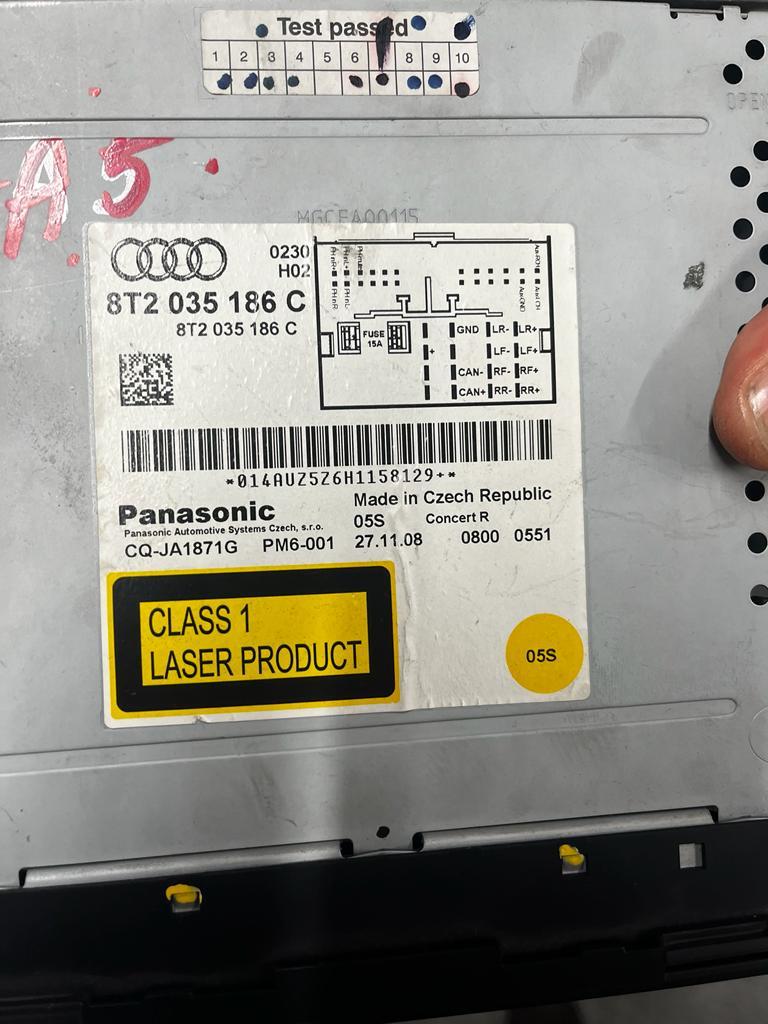 Test passed
1 2 3 4 5 6 8 9 10
OPEN
A5
MGCFA00115
0230
H02
8T2 035 186 C
8T2 035 186 C
FUSE
15A
+
GND LR- LR+
LF- LF+
CAN- RF- RF+
CAN+ RR- RR+
AuxGND
*014AUZ5Z6H1158129+*
Panasonic
Made in Czech Republic
Panasonic Automotive Systems Czech, s.r.o.
05S Concert R
CQ-JA1871G PM6-001 27.11.08 0800 0551
CLASS 1
LASER PRODUCT
05S